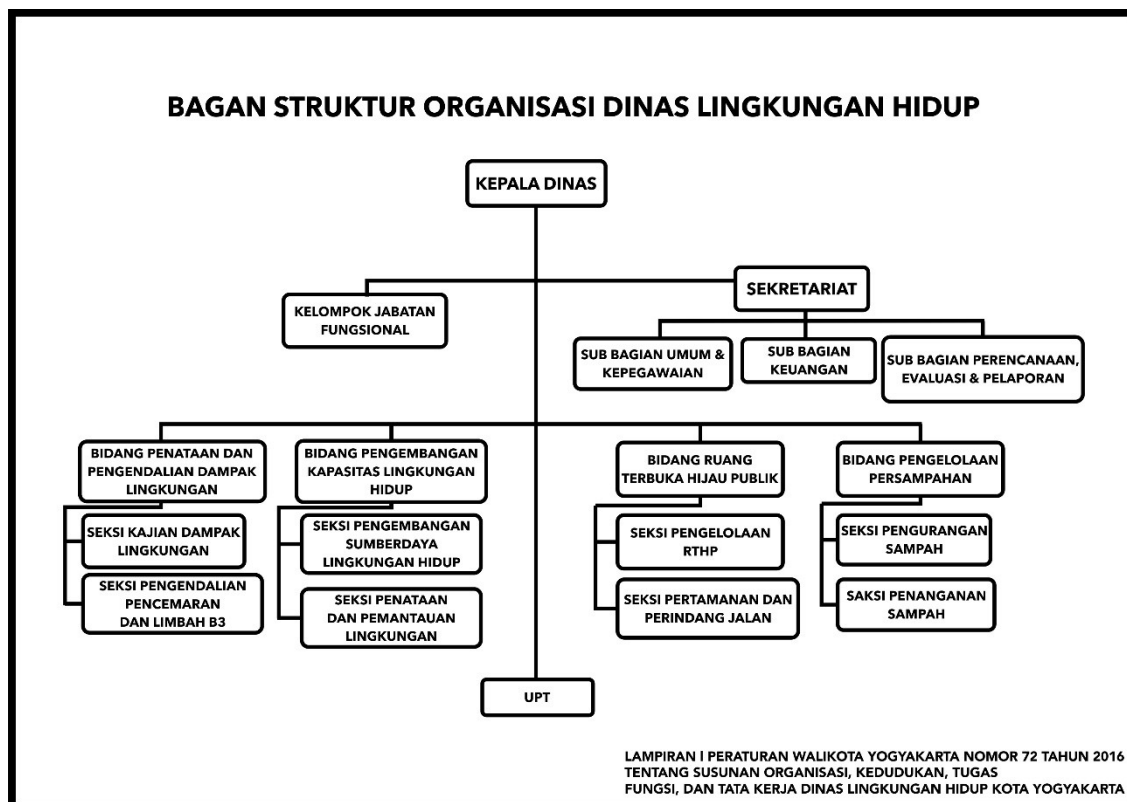 BAGAN STRUKTUR ORGANISASI DINAS LINGKUNGAN HIDUP
KEPALA DINAS
KELOMPOK JABATAN
FUNGSIONAL
SEKRETARIAT
SUB BAGIAN UMUM &
KEPEGAWAIAN
SUB BAGIAN
KEUANGAN
SUB BAGIAN PERENCANAAN,
EVALUASI & PELAPORAN
BIDANG PENATAAN DAN
PENGENDALIAN DAMPAK
LINGKUNGAN
SEKSI KAJIAN DAMPAK
LINGKUNGAN
SEKSI PENGENDALIAN
PENCEMARAN
DAN LIMBAH B3
BIDANG PENGEMBANGAN
KAPASITAS LINGKUNGAN
HIDUP
SEKSI PENGEMBANGAN
SUMBERDAYA
LINGKUNGAN HIDUP
SEKSI PENATAAN
DAN PEMANTAUAN
LINGKUNGAN
BIDANG RUANG
TERBUKA HIJAU PUBLIK
SEKSI PENGELOLAAN
RTHP
SEKSI PERTAMANAN DAN
PERINDANG JALAN
BIDANG PENGELOLAAN
PERSAMPAHAN
SEKSI PENGURANGAN
SAMPAH
SAKSI PENANGANAN
SAMPAH
UPT
LAMPIRAN I PERATURAN WALIKOTA YOGYAKARTA NOMOR 72 TAHUN 2016
TENTANG SUSUNAN ORGANISASI, KEDUDUKAN, TUGAS
FUNGSI, DAN TATA KERJA DINAS LINGKUNGAN HIDUP KOTA YOGYAKARTA